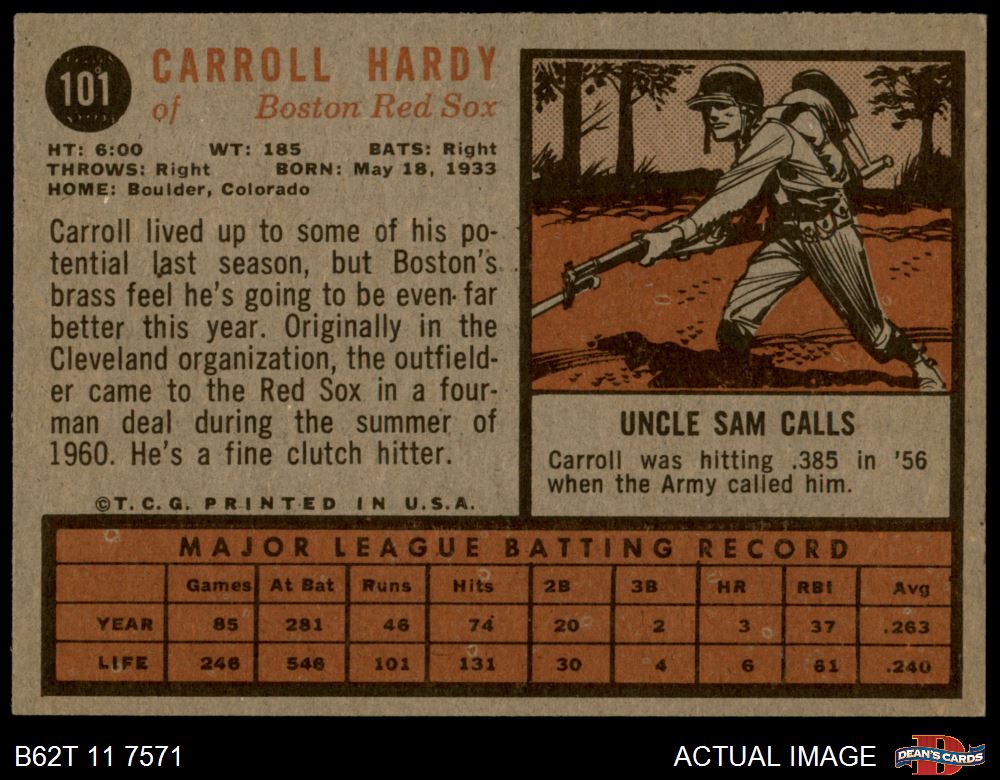 101
CARROLL HARDY
of Boston Red Sox
HT: 6:00 WT: 185 BATS: Right
THROWS: Right BORN: May 18, 1933
HOME: Boulder, Colorado
Carroll lived up to some of his po-
tential last season, but Boston's
brass feel he's going to be even far
better this year. Originally in the
Cleveland organization, the outfield-
er came to the Red Sox in a four-
man deal during the summer of
1960. He's a fine clutch hitter.
©T.C.G. PRINTED IN U.S.A.
UNCLE SAM CALLS
Carroll was hitting .385 in '56
when the Army called him.
MAJOR LEAGUE BATTING RECORD
Games At Bat Runs Hits 2B 3B HR RBI Avg
YEAR 85 281 46 74 20 2 3 37 .263
LIFE 246 546 101 131 30 4 6 61 .240
B62T 11 7571
ACTUAL IMAGE
D
DEAN'S CARDS